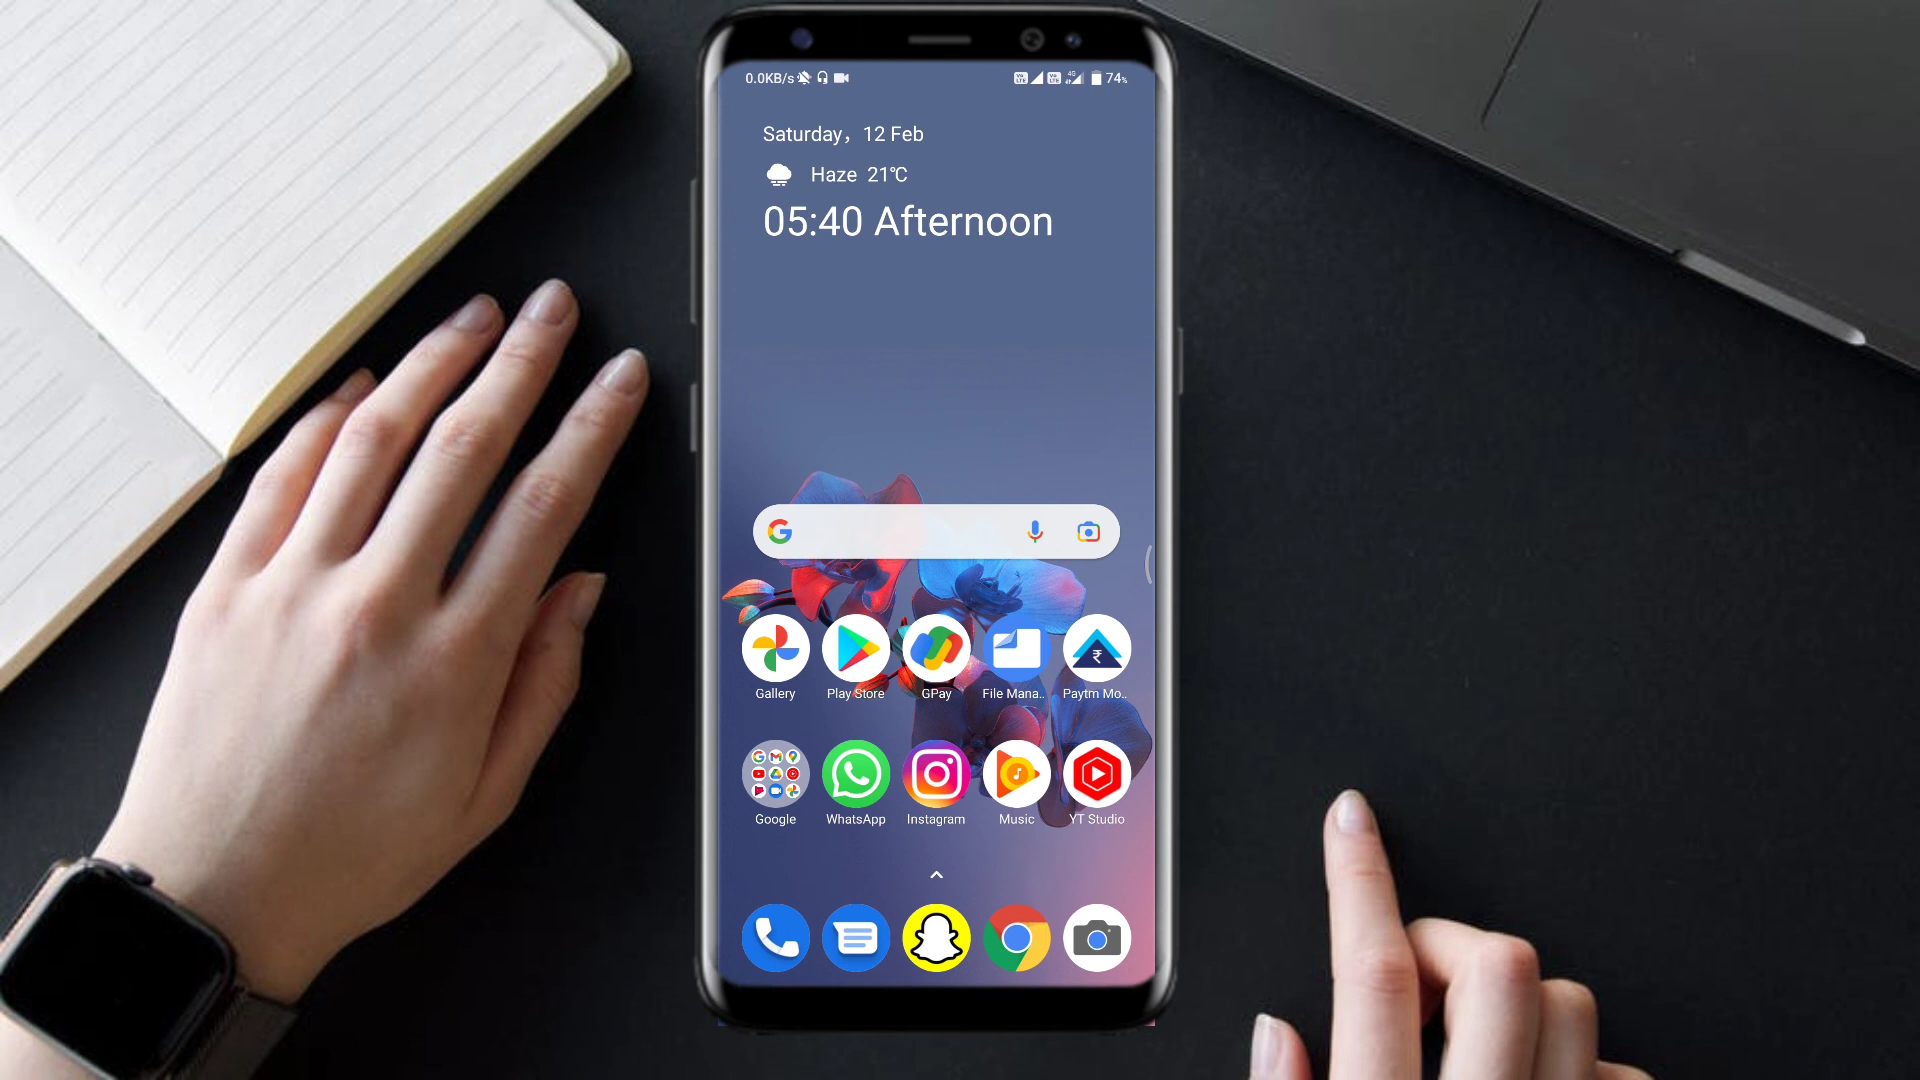 0.0KB/s 74%
Saturday, 12 Feb
Haze 21℃
05:40 Afternoon
Gallery Play Store GPay File Mana.. Paytm Mo..
Google WhatsApp Instagram Music YT Studio